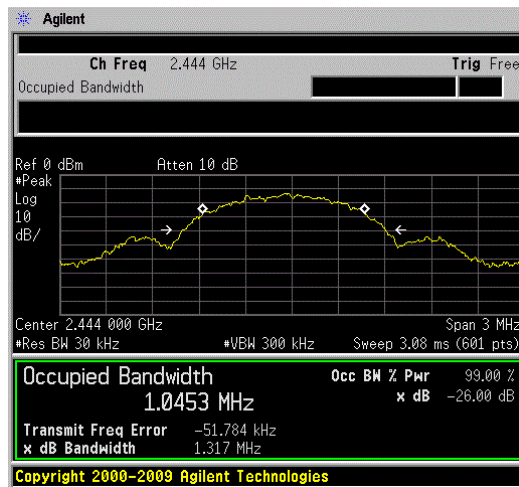 Agilent
Ch Freq 2.444 GHz Trig Free
Occupied Bandwidth
Ref 0 dBm Atten 10 dB
#Peak
Log
10
dB/
Center 2.444 000 GHz Span 3 MHz
#Res BW 30 kHz #VBW 300 kHz Sweep 3.08 ms (601 pts)
Occupied Bandwidth Occ BW % Pwr 99.00 %
1.0453 MHz x dB -26.00 dB
Transmit Freq Error -51.784 kHz
x dB Bandwidth 1.317 MHz
Copyright 2000-2009 Agilent Technologies